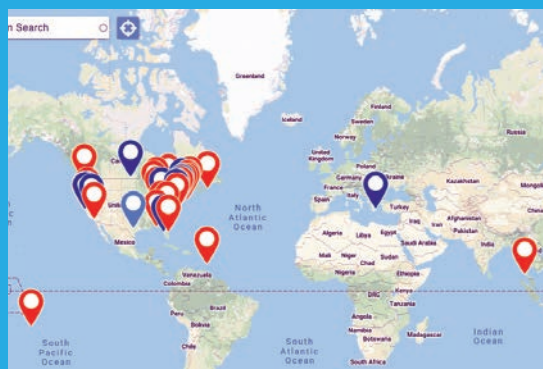 n Search
Greenland
Iceland
Finland
Sweden
Norway
Russia
United
Kingdom
Poland
Germany
Ukraine
France
Kazakhstan
Mongol
Spain
Italy
Turkey
North
Atlantic
Ocean
Iraq
Iran
Afghanistan
Pakistan
Algeria
Libya
Egypt
Saudi Arabia
India
Mali
Niger
Chad
Sudan
Mexico
Venezuela
Colombia
Nigeria
Ethiopia
DRC
Kenya
Tanzania
Brazil
Peru
Bolivia
Angola
Namibia
Botswana
Madagascar
Chile
South Africa
South
Pacific
Ocean
South
Atlantic
Ocean
Indian
Ocean